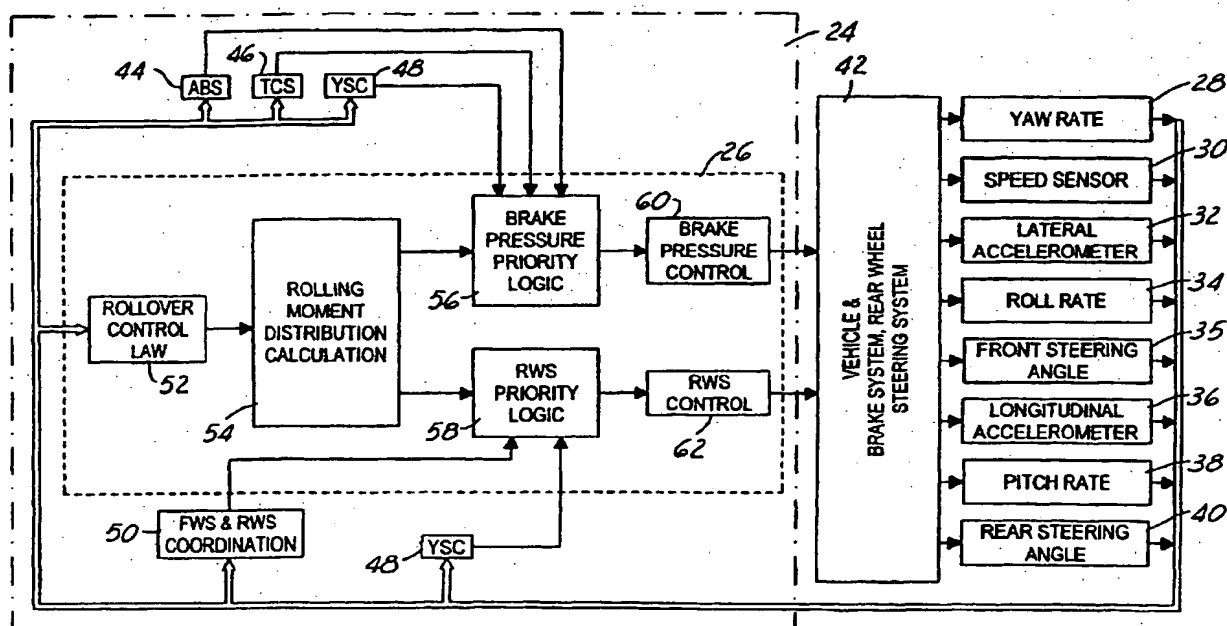 24
44
ABS
46
TCS
48
YSC
42
28
YAW RATE
26
30
SPEED SENSOR
32
LATERAL
ACCELEROMETER
34
ROLL RATE
35
FRONT STEERING
ANGLE
36
LONGITUDINAL
ACCELEROMETER
38
PITCH RATE
40
REAR STEERING
ANGLE
VEHICLE &
BRAKE SYSTEM, REAR WHEEL
STEERING SYSTEM
ROLLOVER
CONTROL
LAW
52
ROLLING
MOMENT
DISTRIBUTION
CALCULATION
54
BRAKE
PRESSURE
PRIORITY
LOGIC
56
60
BRAKE
PRESSURE
CONTROL
RWS
PRIORITY
LOGIC
58
RWS
CONTROL
62
50
FWS & RWS
COORDINATION
48
YSC